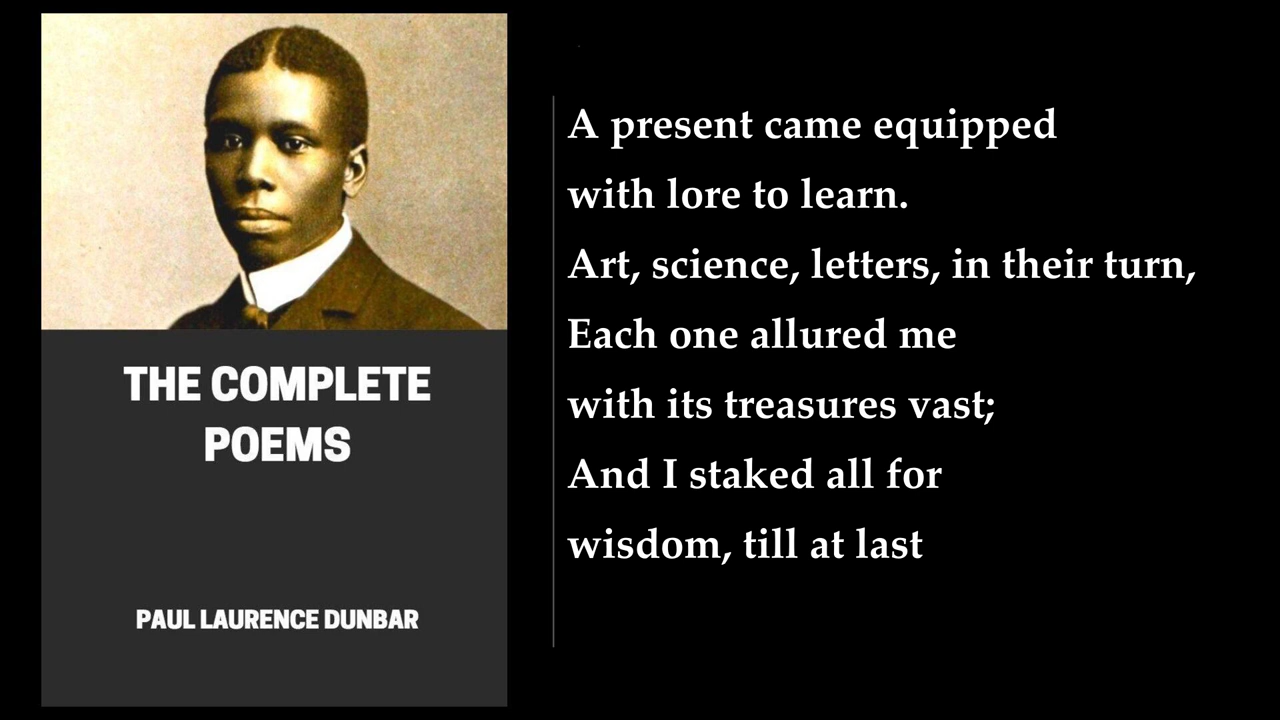 THE COMPLETE
POEMS
PAUL LAURENCE DUNBAR
A present came equipped
with lore to learn.
Art, science, letters, in their turn,
Each one allured me
with its treasures vast;
And I staked all for
wisdom, till at last